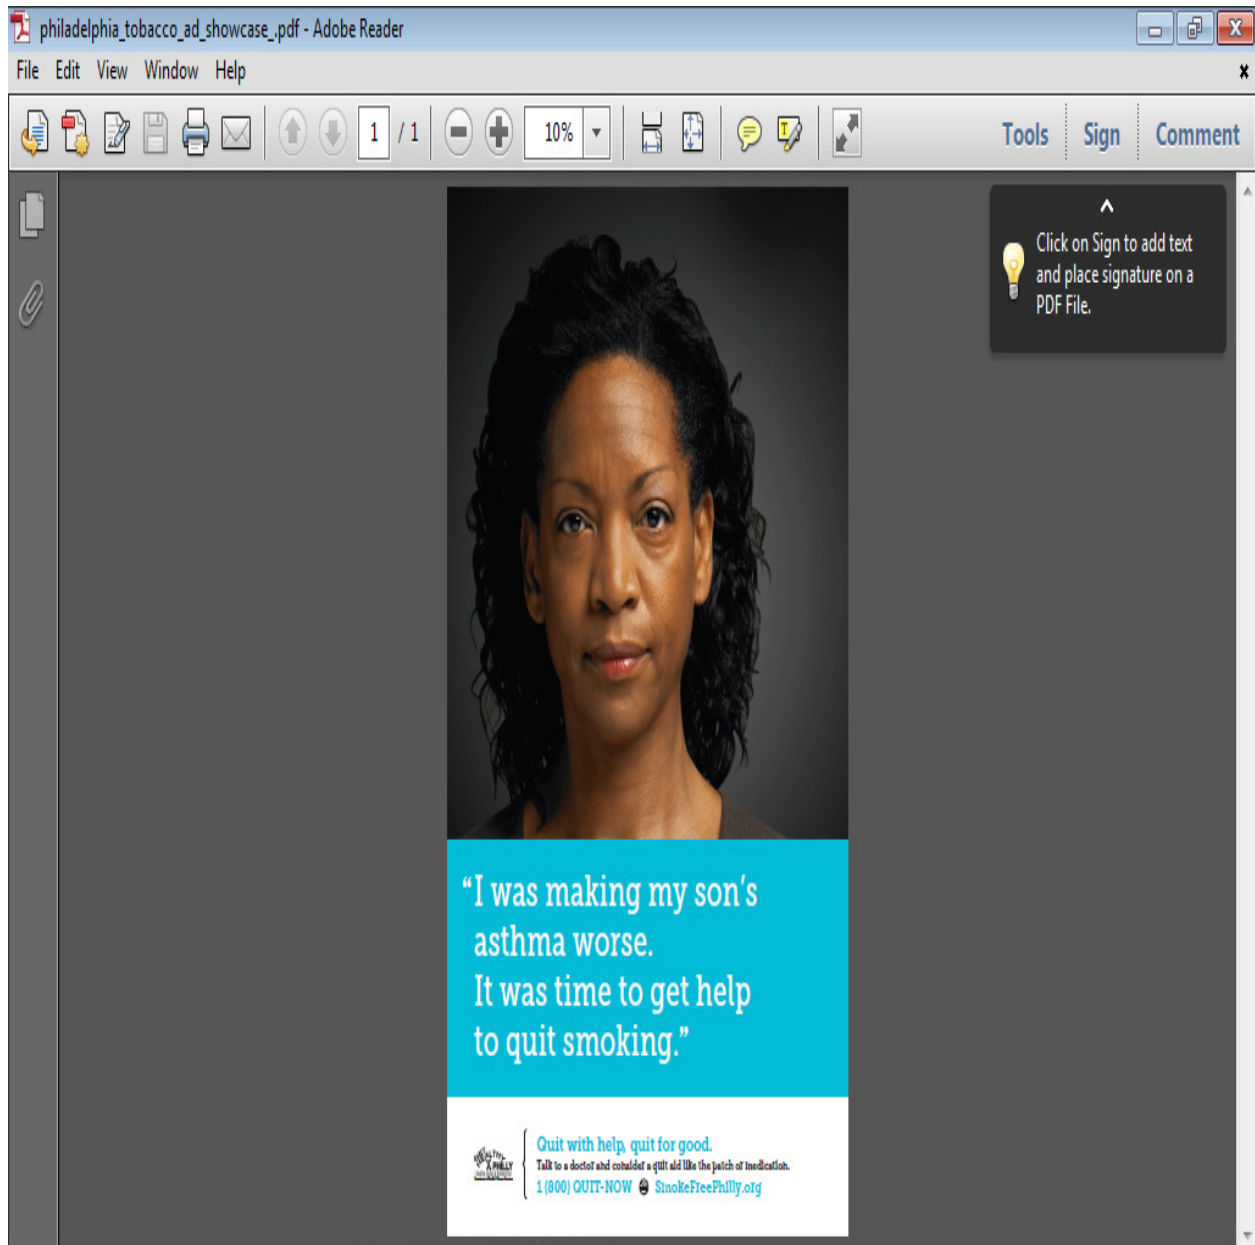 philadelphia_tobacco_ad_showcase_.pdf - Adobe Reader
File Edit View Window Help
1 / 1 10% Tools Sign Comment
Click on Sign to add text
and place signature on a
PDF File.
“I was making my son’s
asthma worse.
It was time to get help
to quit smoking.”
PHILLY
Quit with help, quit for good.
Talk to a doctor and consider a quit aid like the patch or medication.
1 (800) QUIT-NOW SmokeFreePhilly.org